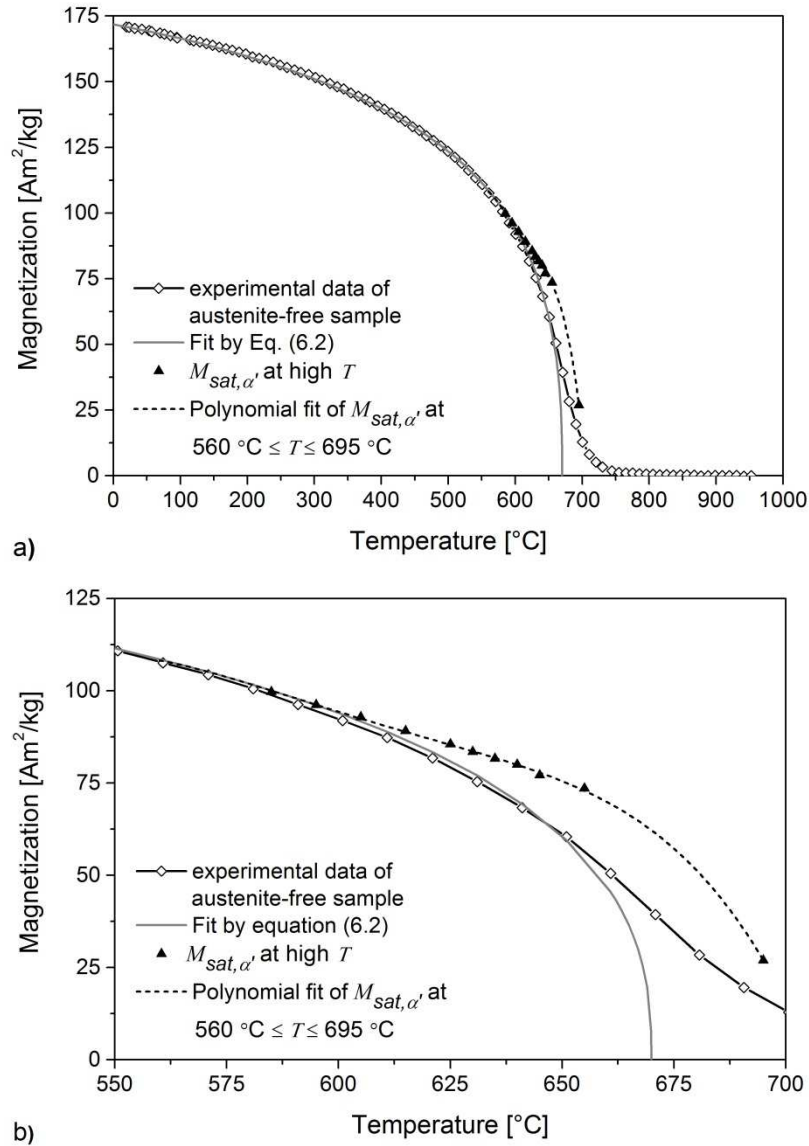 175
150
125
100
75
50
25
0
Magnetization [Am²/kg]
experimental data of
austenite-free sample
Fit by Eq. (6.2)
M_sat,α' at high T
Polynomial fit of M_sat,α' at
560 °C ≤ T ≤ 695 °C
0 100 200 300 400 500 600 700 800 900 1000
Temperature [°C]
a)
125
100
75
50
25
0
Magnetization [Am²/kg]
experimental data of
austenite-free sample
Fit by equation (6.2)
M_sat,α' at high T
Polynomial fit of M_sat,α' at
560 °C ≤ T ≤ 695 °C
550 575 600 625 650 675 700
Temperature [°C]
b)